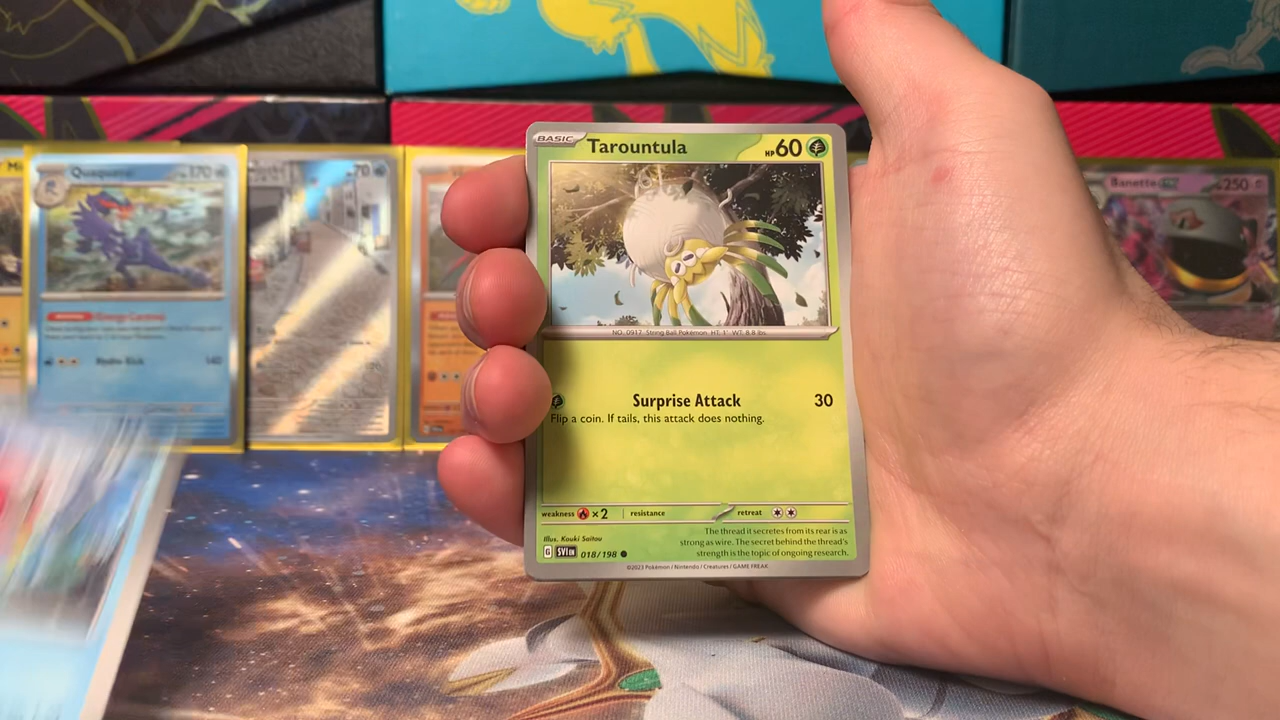 BASIC
Tarountula
HP 60
NO. 0917 String Ball Pokémon HT: 1' WT: 8.8 lbs.
Surprise Attack 30
Flip a coin. If tails, this attack does nothing.
weakness ×2 resistance retreat
The thread it secretes from its rear is as
strong as wire. The secret behind the thread's
strength is the topic of ongoing research.
Illus. Kouki Saitou
G SVI EN 018/198
©2023 Pokémon / Nintendo / Creatures / GAME FREAK
Quaquaval 170
140
70
Banette 250